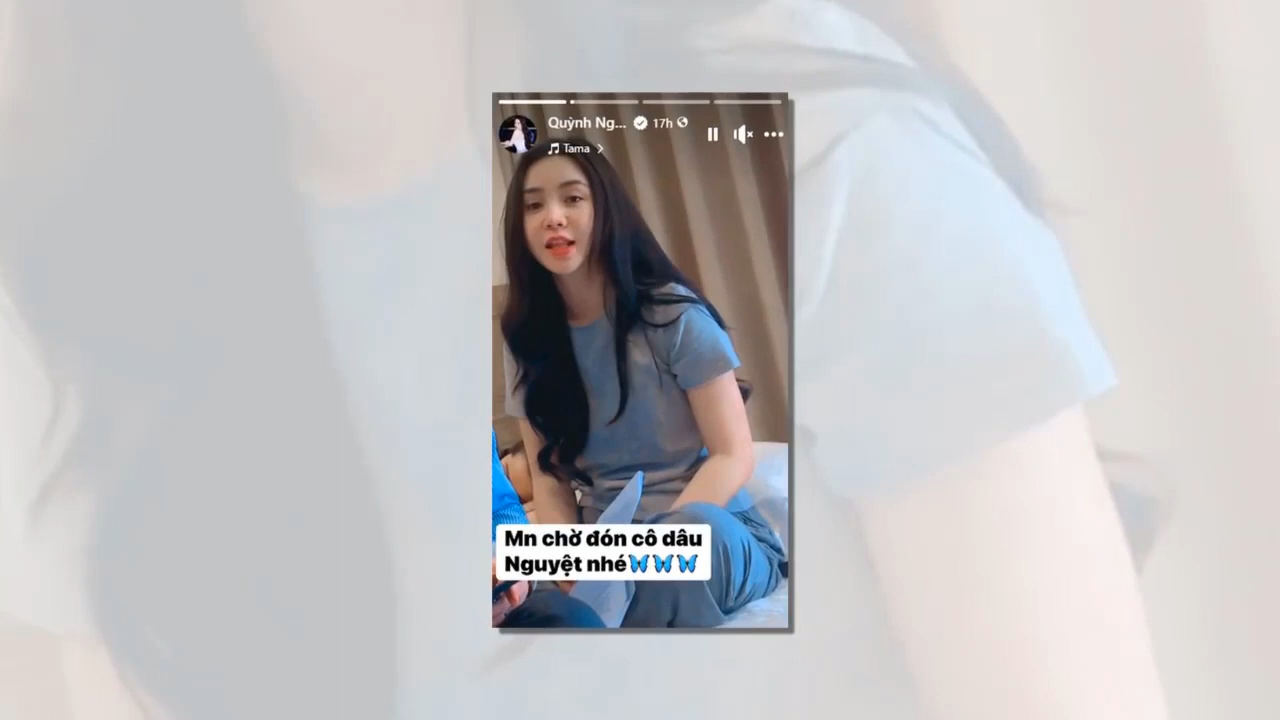 Quỳnh Ng... 17h
Tama
Mn chờ đón cô dâu
Nguyệt nhé🦋🦋🦋